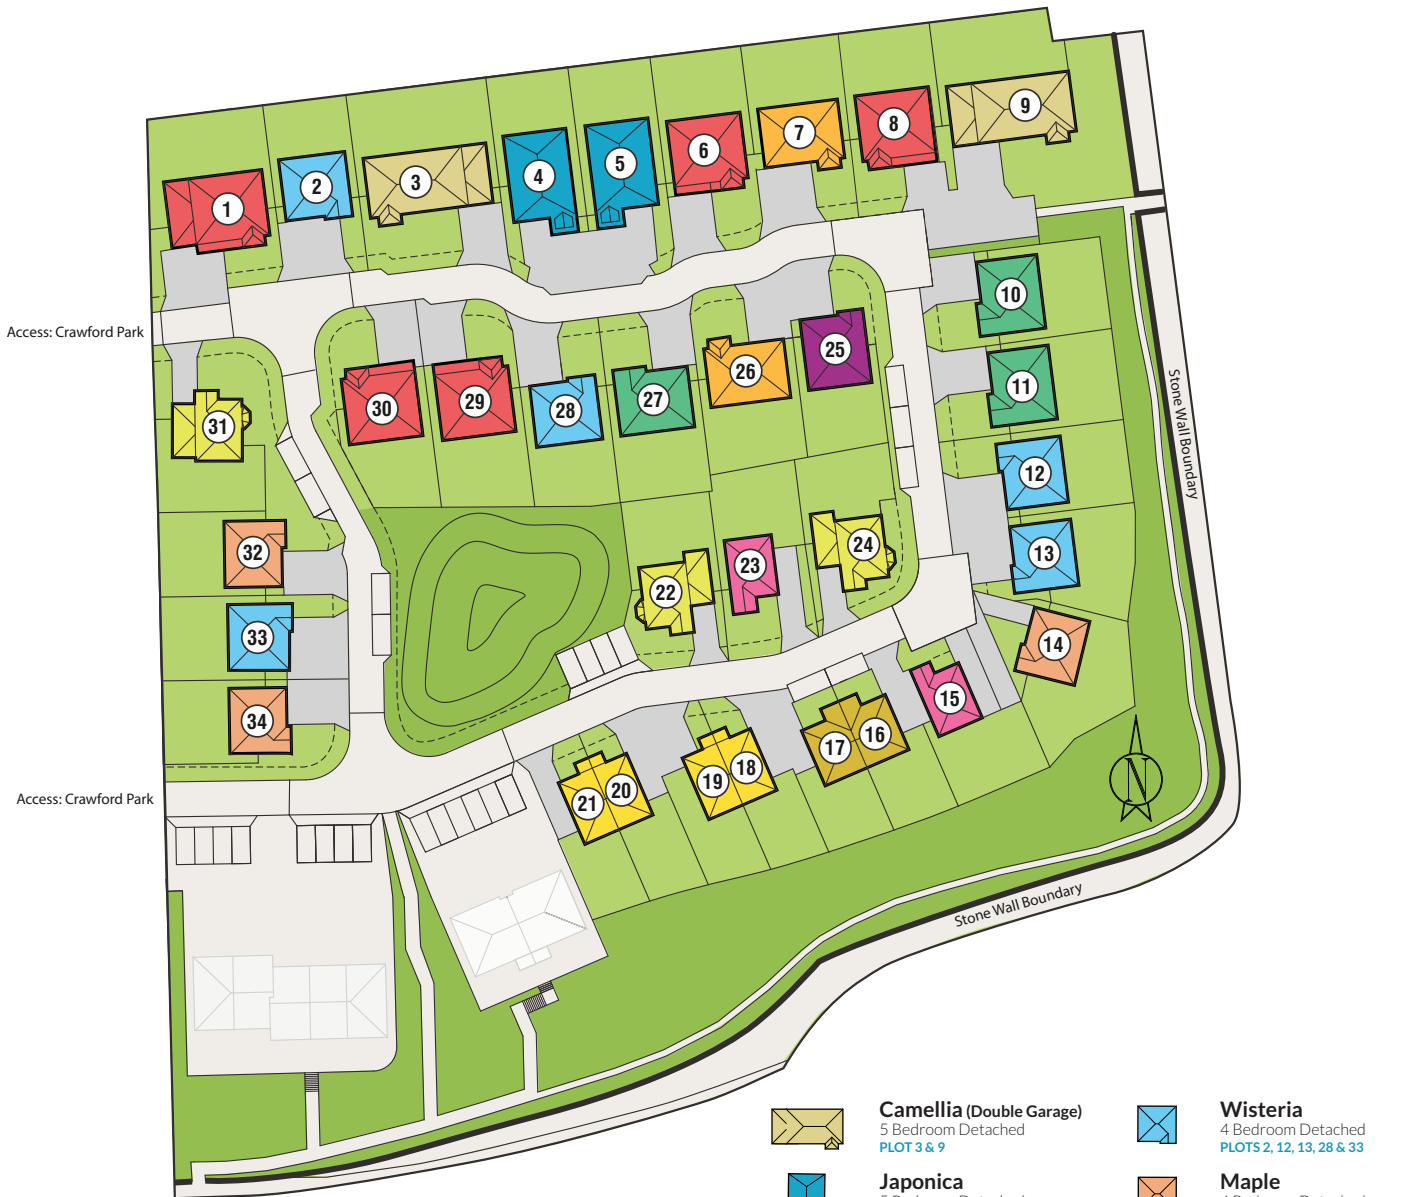 9
8
7
6
5
4
3
2
1
10
Access: Crawford Park
25
26
11
27
29
30
28
31
Stone Wall Boundary
12
24
32
13
23
22
33
14
15
34
16
17
18
19
20
21
N
Access: Crawford Park
Stone Wall Boundary
Camellia (Double Garage)
5 Bedroom Detached
PLOT 3 & 9
Wisteria
4 Bedroom Detached
PLOTS 2, 12, 13, 28 & 33
Japonica
Maple